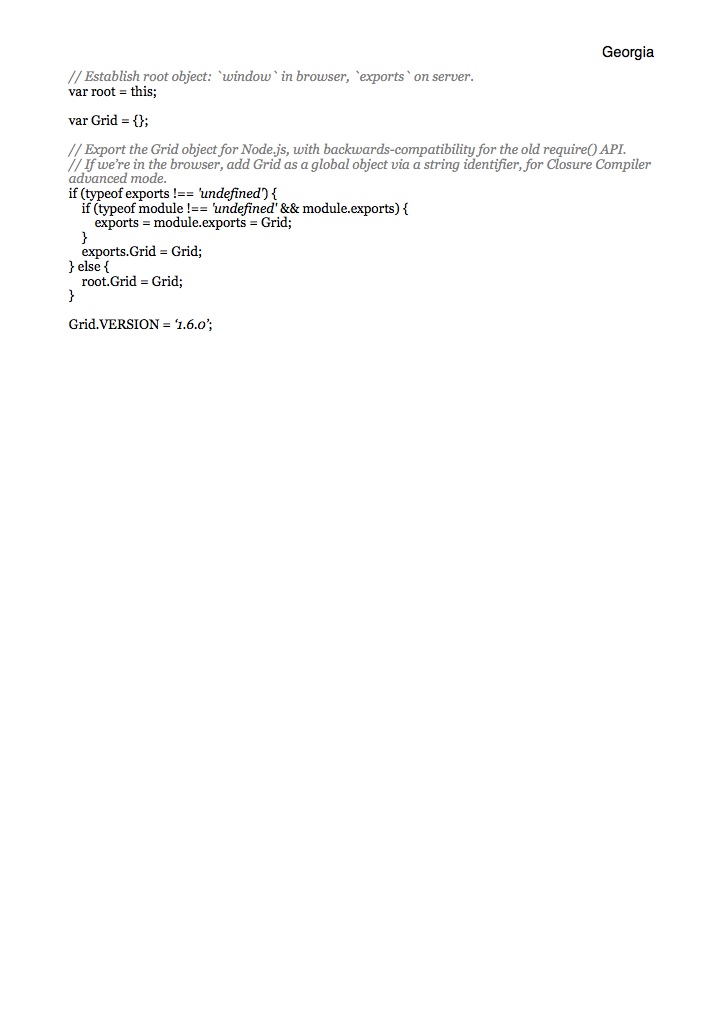 Georgia
// Establish root object: `window` in browser, `exports` on server.
var root = this;
var Grid = {};
// Export the Grid object for Node.js, with backwards-compatibility for the old require() API.
// If we’re in the browser, add Grid as a global object via a string identifier, for Closure Compiler
advanced mode.
if (typeof exports !== 'undefined') {
if (typeof module !== 'undefined' && module.exports) {
exports = module.exports = Grid;
}
exports.Grid = Grid;
} else {
root.Grid = Grid;
}
Grid.VERSION = ‘1.6.0’;